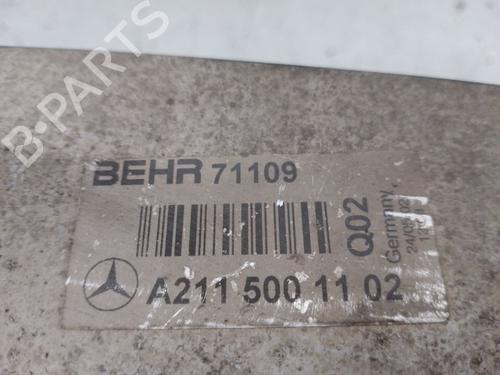 B-PARTS
BEHR 71109
Q02
Germany
A211 500 11 02